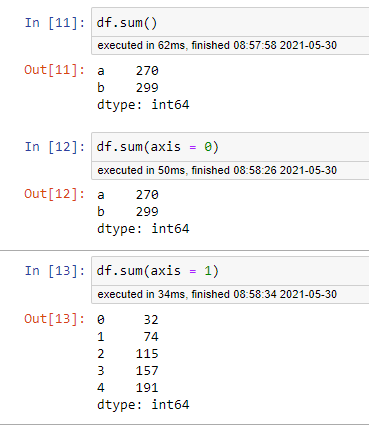 In [11]: df.sum()
executed in 62ms, finished 08:57:58 2021-05-30
Out[11]: a    270
b    299
dtype: int64
In [12]: df.sum(axis = 0)
executed in 50ms, finished 08:58:26 2021-05-30
Out[12]: a    270
b    299
dtype: int64
In [13]: df.sum(axis = 1)
executed in 34ms, finished 08:58:34 2021-05-30
Out[13]: 0     32
1     74
2    115
3    157
4    191
dtype: int64